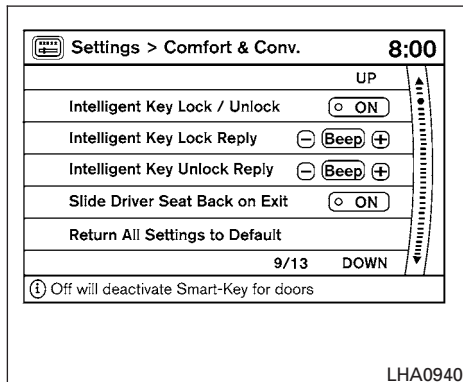 Settings > Comfort & Conv. 8:00
UP
Intelligent Key Lock / Unlock ON
Intelligent Key Lock Reply − Beep +
Intelligent Key Unlock Reply − Beep +
Slide Driver Seat Back on Exit ON
Return All Settings to Default
9/13 DOWN
i Off will deactivate Smart-Key for doors
LHA0940